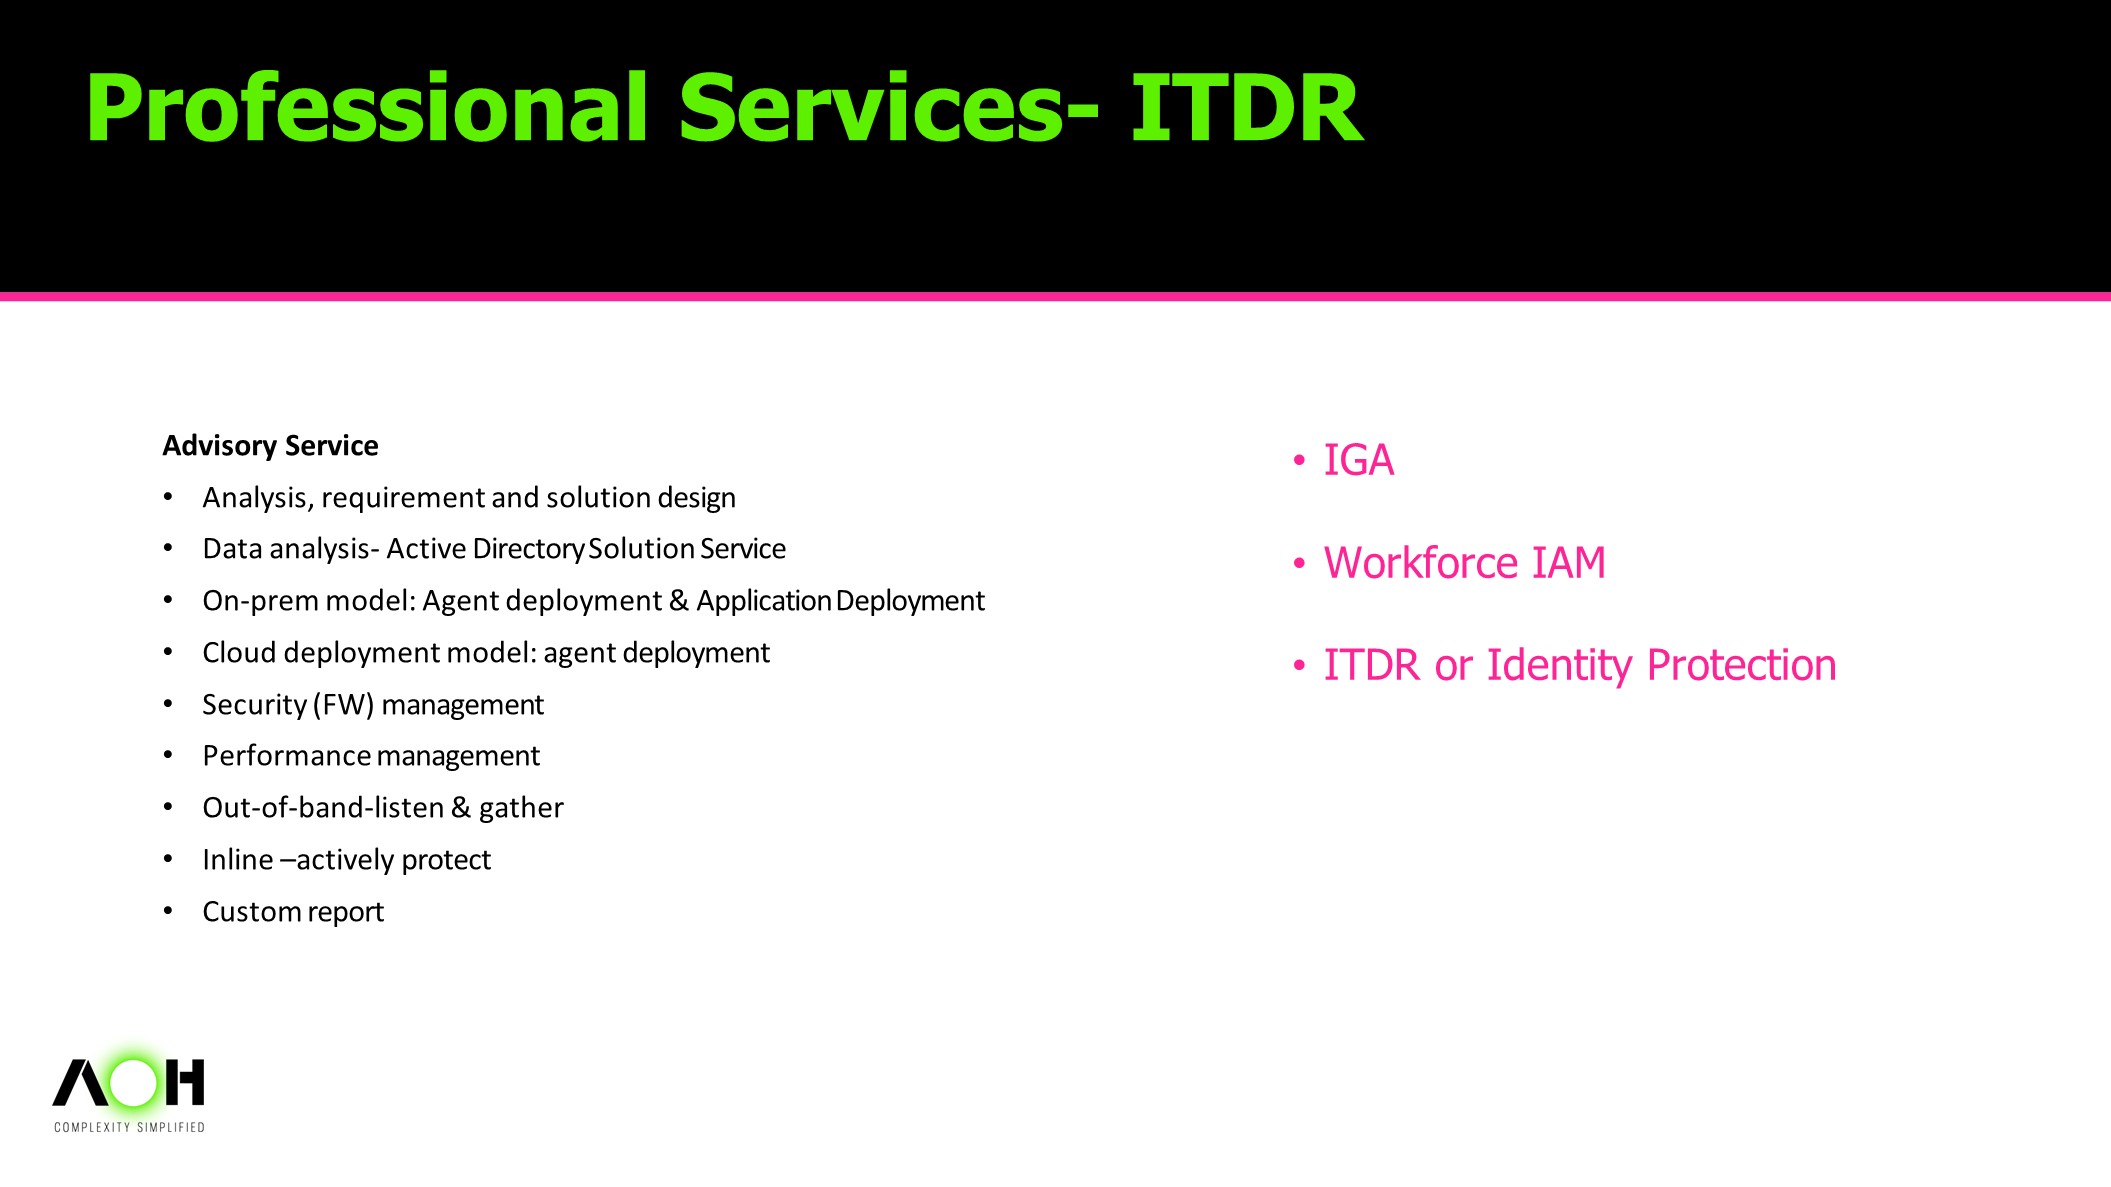 Professional Services- ITDR
Advisory Service
• Analysis, requirement and solution design
• Data analysis- Active Directory Solution Service
• On-prem model: Agent deployment & Application Deployment
• Cloud deployment model: agent deployment
• Security (FW) management
• Performance management
• Out-of-band-listen & gather
• Inline –actively protect
• Custom report
• IGA
• Workforce IAM
• ITDR or Identity Protection
AOH
COMPLEXITY SIMPLIFIED